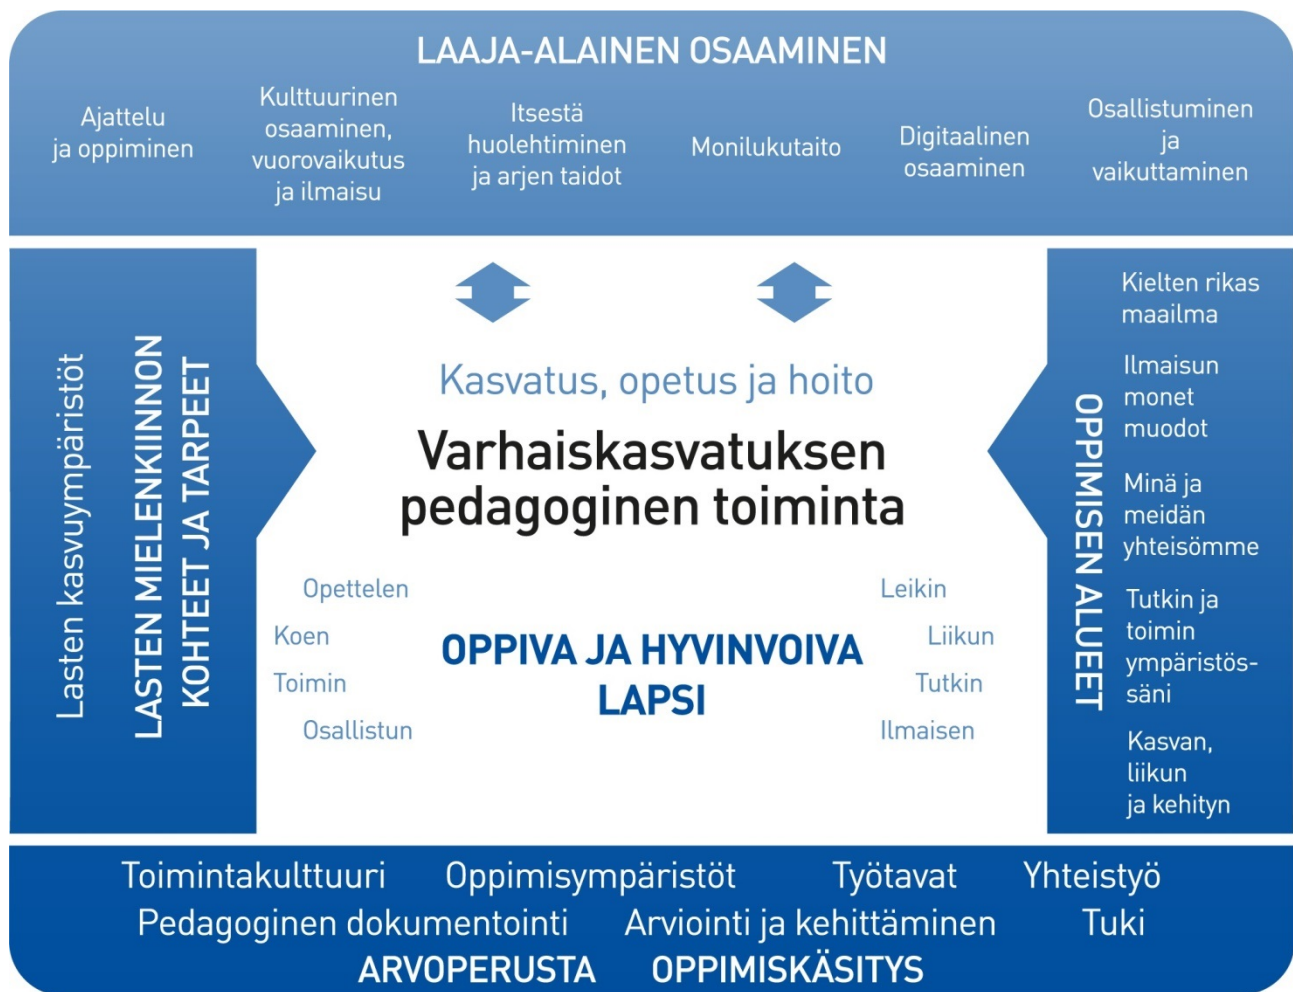 LAAJA-ALAINEN OSAAMINEN
Ajattelu
ja oppiminen
Kulttuurinen
osaaminen,
vuorovaikutus
ja ilmaisu
Itsestä
huolehtiminen
ja arjen taidot
Monilukutaito
Digitaalinen
osaaminen
Osallistuminen
ja
vaikuttaminen
Lasten kasvuympäristöt
LASTEN MIELENKIINNON
KOHTEET JA TARPEET
Kasvatus, opetus ja hoito
Varhaiskasvatuksen
pedagoginen toiminta
Opettelen
Koen
Toimin
Osallistun
OPPIVA JA HYVINVOIVA
LAPSI
Leikin
Liikun
Tutkin
Ilmaisen
OPPIMISEN ALUEET
Kielten rikas
maailma
Ilmaisun
monet
muodot
Minä ja
meidän
yhteisömme
Tutkin ja
toimin
ympäristös-
säni
Kasvan,
liikun
ja kehityn
Toimintakulttuuri Oppimisympäristöt Työtavat Yhteistyö
Pedagoginen dokumentointi Arviointi ja kehittäminen Tuki
ARVOPERUSTA OPPIMISKÄSITYS